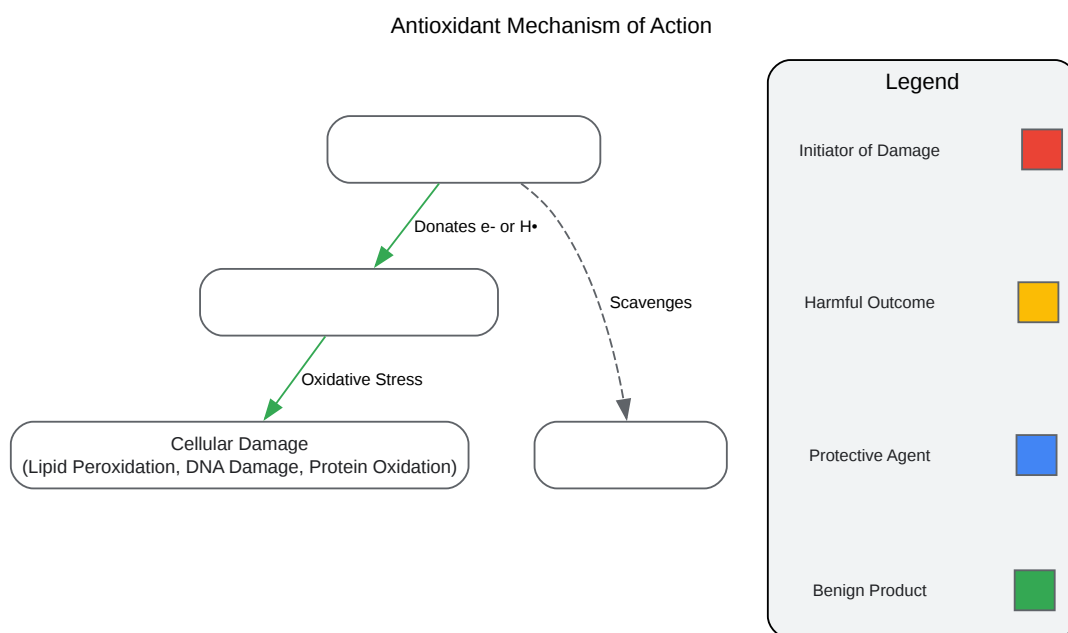 Antioxidant Mechanism of Action
Legend
Initiator of Damage
Donates e- or H•
Harmful Outcome
Scavenges
Oxidative Stress
Cellular Damage
(Lipid Peroxidation, DNA Damage, Protein Oxidation)
Protective Agent
Benign Product